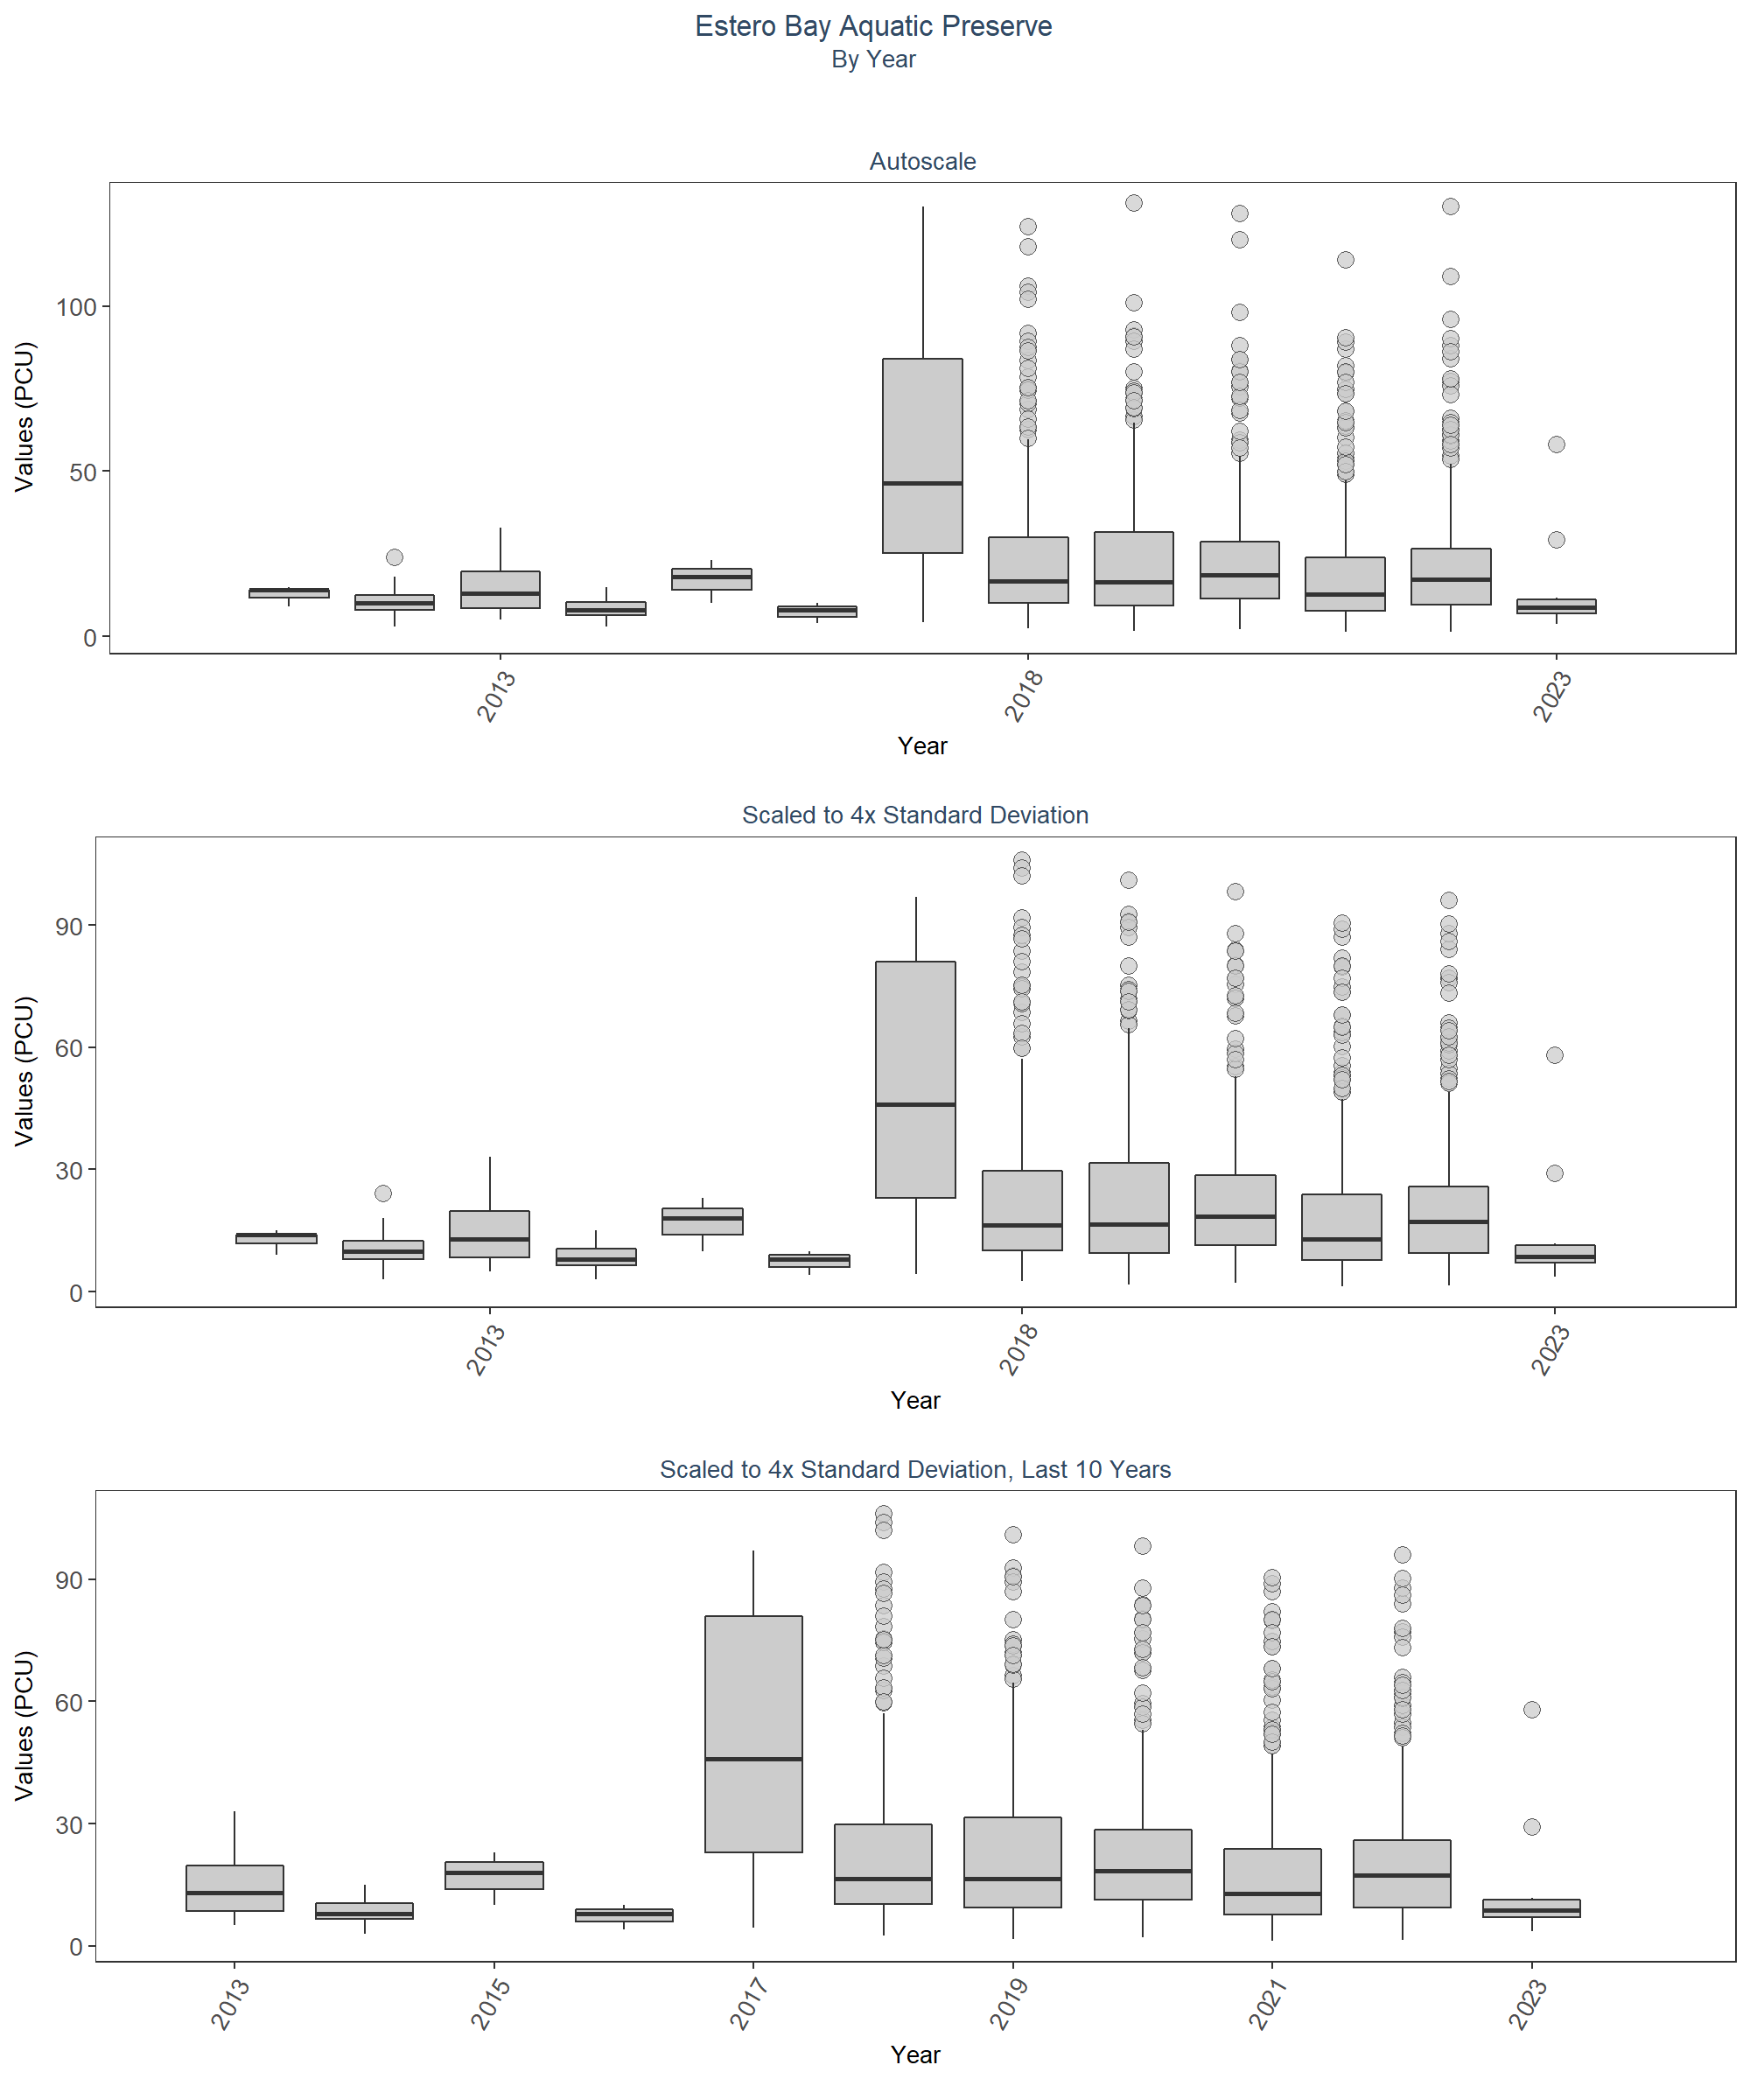 Estero Bay Aquatic Preserve
By Year
Autoscale
Values (PCU)
100
50
0
2013
2018
2023
Year
Scaled to 4x Standard Deviation
Values (PCU)
90
60
30
0
2013
2018
2023
Year
Scaled to 4x Standard Deviation, Last 10 Years
Values (PCU)
90
60
30
0
2013
2015
2017
2019
2021
2023
Year